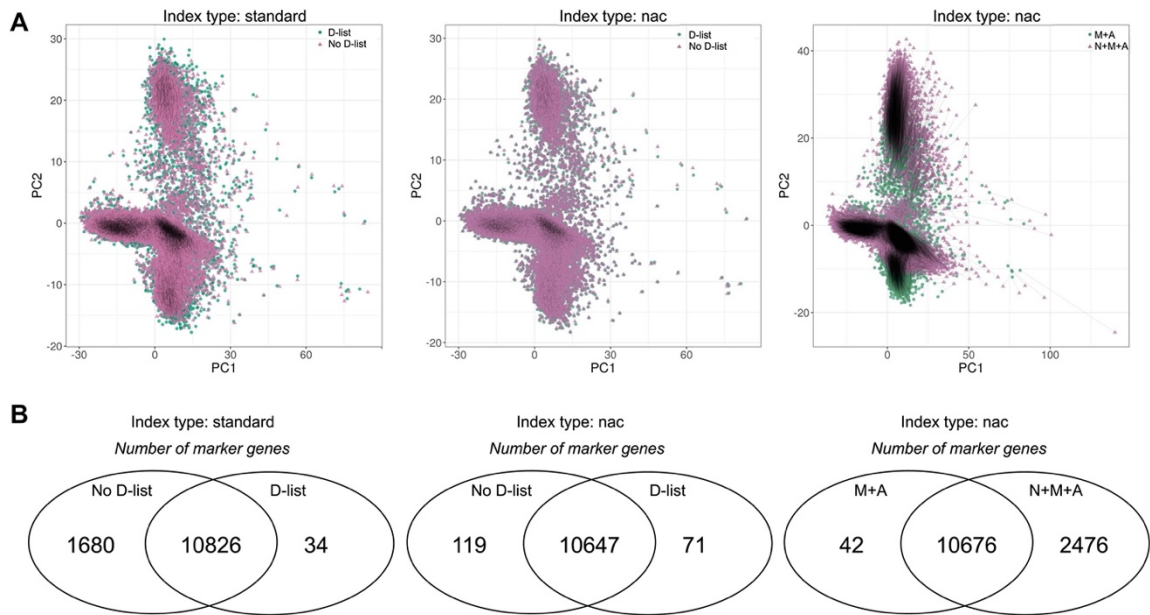 A
Index type: standard
D-list
No D-list
30
20
10
0
-10
-20
PC2
-30
0
30
60
PC1
Index type: nac
D-list
No D-list
30
20
10
0
-10
-20
PC2
-30
0
30
60
PC1
Index type: nac
M+A
N+M+A
40
20
0
-20
PC2
0
50
100
PC1
B
Index type: standard
Number of marker genes
No D-list
D-list
1680
10826
34
Index type: nac
Number of marker genes
No D-list
D-list
119
10647
71
Index type: nac
Number of marker genes
M+A
N+M+A
42
10676
2476